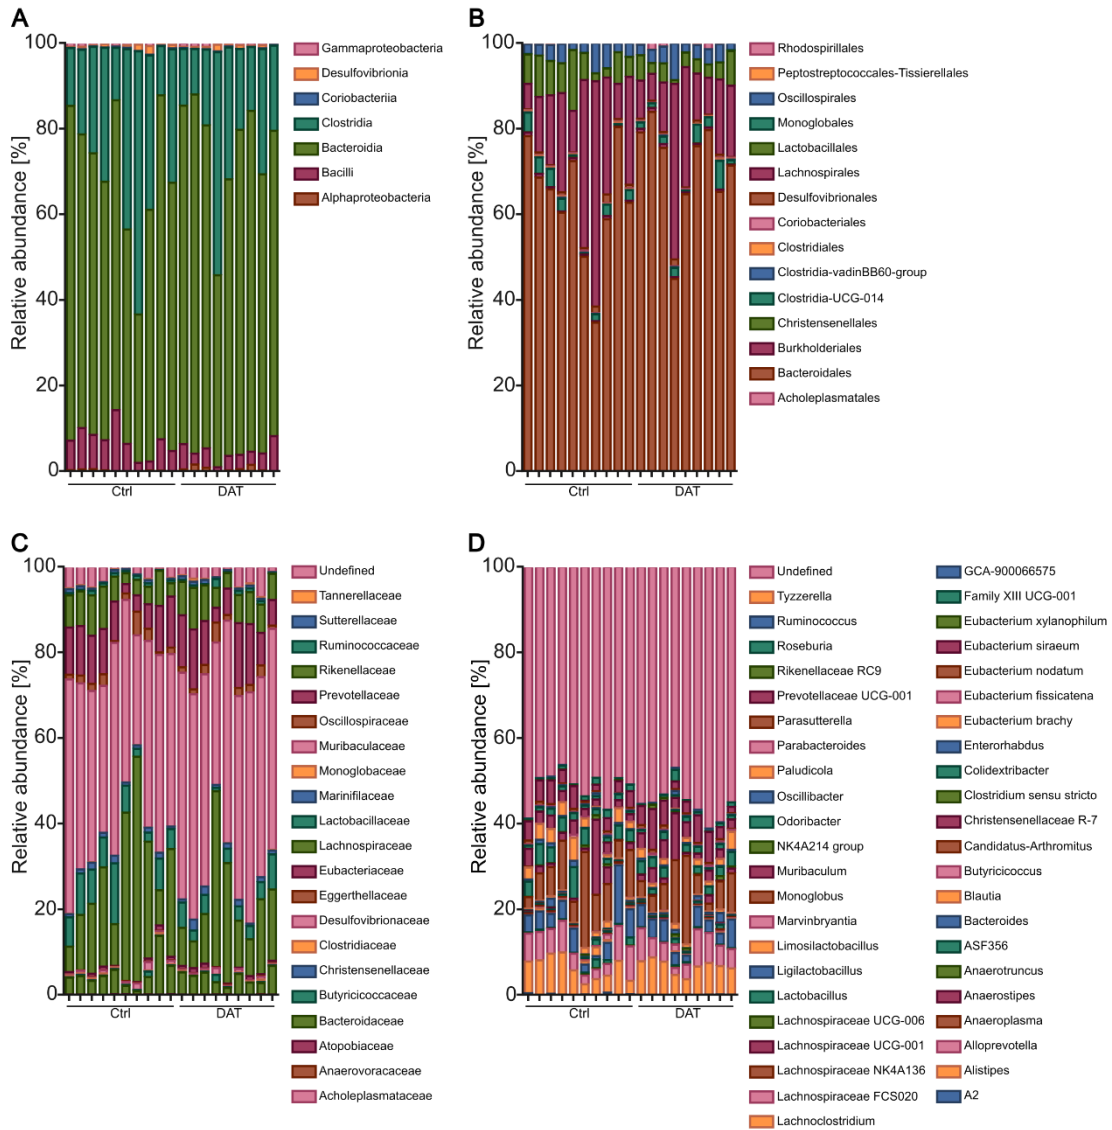 A
Relative abundance [%]
100
80
60
40
20
0
Ctrl
DAT
Gammaproteobacteria
Desulfovibrionia
Coriobacteriia
Clostridia
Bacteroidia
Bacilli
Alphaproteobacteria
B
Relative abundance [%]
100
80
60
40
20
0
Ctrl
DAT
Rhodospirillales
Peptostreptococcales-Tissierellales
Oscillospirales
Monoglobales
Lactobacillales
Lachnospirales
Desulfovibrionales
Coriobacteriales
Clostridiales
Clostridia-vadinBB60-group
Clostridia-UCG-014
Christensenellales
Burkholderiales
Bacteroidales
Acholeplasmatales
C
Relative abundance [%]
100
80
60
40
20
0
Ctrl
DAT
Undefined
Tannerellaceae
Sutterellaceae
Ruminococcaceae
Rikenellaceae
Prevotellaceae
Oscillospiraceae
Muribaculaceae
Monoglobaceae
Marinifilaceae
Lactobacillaceae
Lachnospiraceae
Eubacteriaceae
Eggerthellaceae
Desulfovibrionaceae
Clostridiaceae
Christensenellaceae
Butyricicoccaceae
Bacteroidaceae
Atopobiaceae
Anaerovoracaceae
Acholeplasmataceae
D
Relative abundance [%]
100
80
60
40
20
0
Ctrl
DAT
Undefined
Tyzzerella
Ruminococcus
Roseburia
Rikenellaceae RC9
Prevotellaceae UCG-001
Parasutterella
Parabacteroides
Paludicola
Oscillibacter
Odoribacter
NK4A214 group
Muribaculum
Monoglobus
Marvinbryantia
Limosilactobacillus
Ligilactobacillus
Lactobacillus
Lachnospiraceae UCG-006
Lachnospiraceae UCG-001
Lachnospiraceae NK4A136
Lachnospiraceae FCS020
Lachnoclostridium
GCA-900066575
Family XIII UCG-001
Eubacterium xylanophilum
Eubacterium siraeum
Eubacterium nodatum
Eubacterium fissicatena
Eubacterium brachy
Enterorhabdus
Colidextribacter
Clostridium sensu stricto
Christensenellaceae R-7
Candidatus-Arthromitus
Butyricicoccus
Blautia
Bacteroides
ASF356
Anaerotruncus
Anaerostipes
Anaeroplasma
Alloprevotella
Alistipes
A2